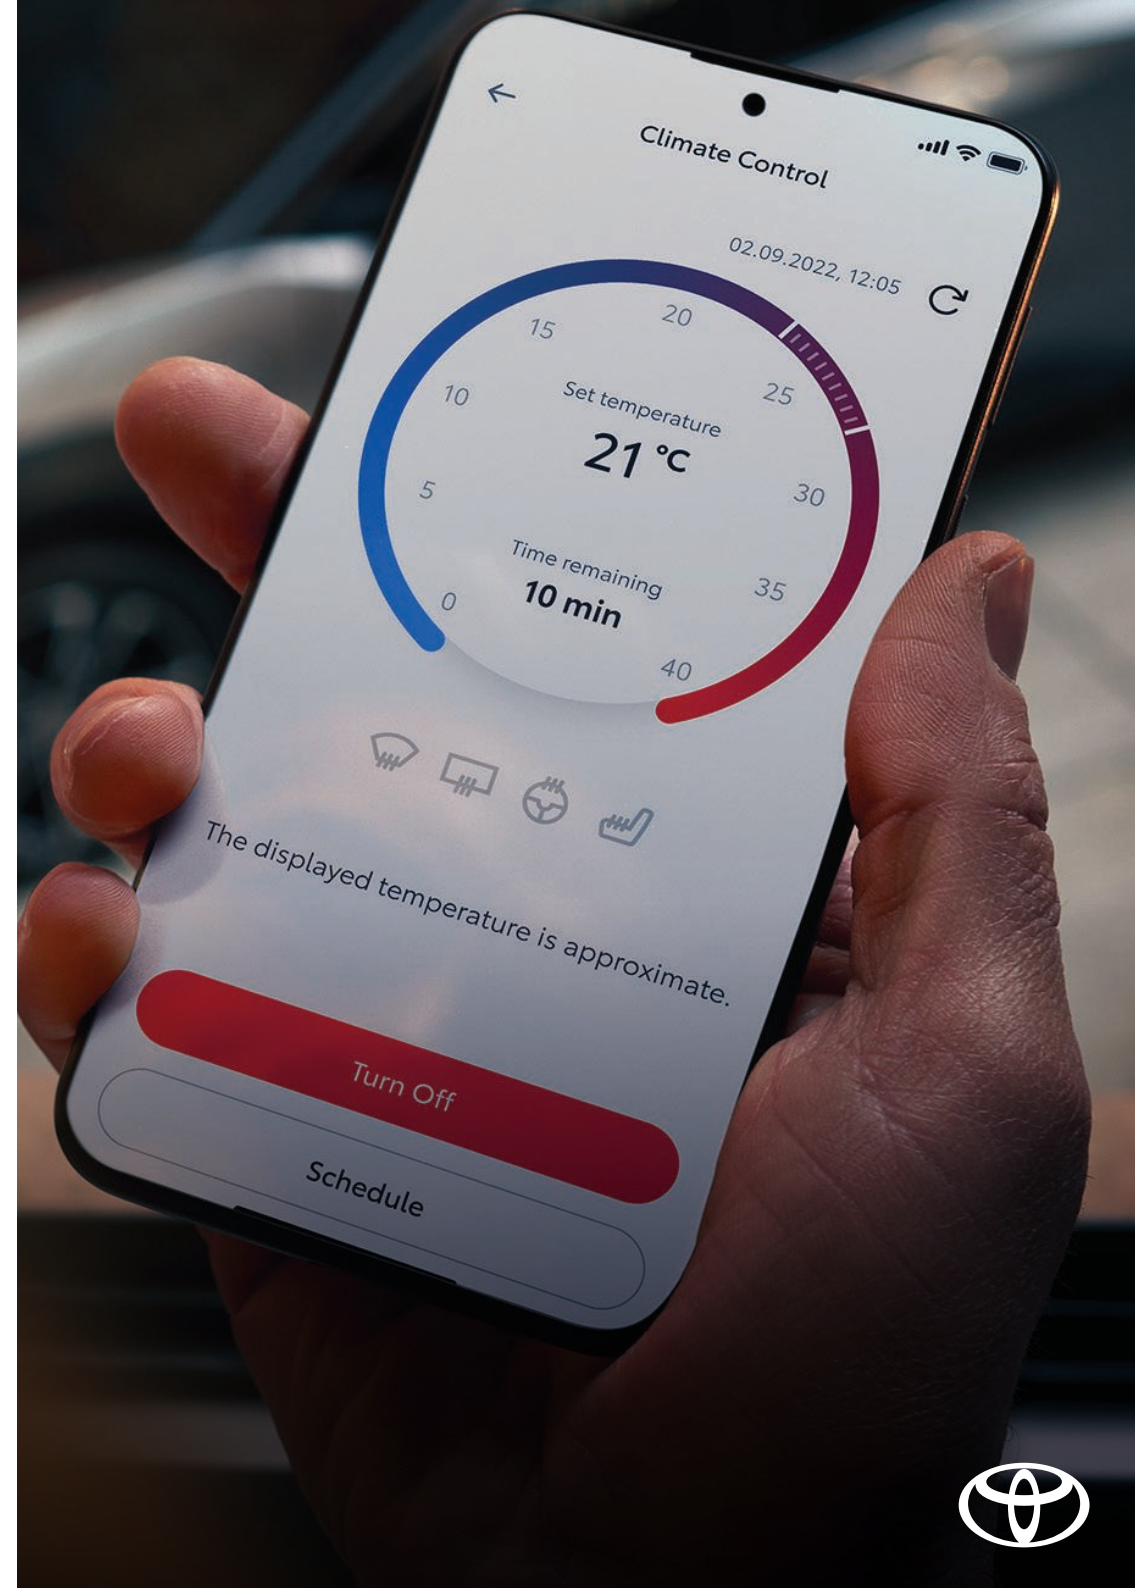 Climate Control
02.09.2022, 12:05
20
15
25
10
Set temperature
21 °C
30
5
Time remaining
10 min
35
0
40
The displayed temperature is approximate.
Turn Off
Schedule